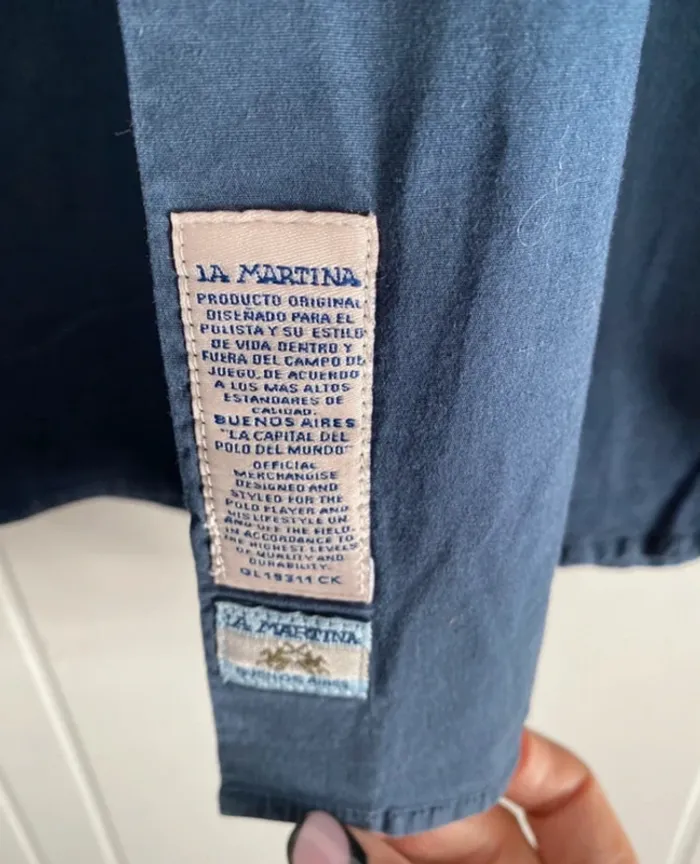 LA MARTINA
PRODUCTO ORIGINAL
DISEÑADO PARA EL
POLISTA Y SU ESTILO
DE VIDA DENTRO Y
FUERA DEL CAMPO DE
JUEGO, DE ACUERDO
A LOS MAS ALTOS
ESTANDARES DE
CALIDAD.
BUENOS AIRES
"LA CAPITAL DEL
POLO DEL MUNDO"
OFFICIAL
MERCHANDISE
DESIGNED AND
STYLED FOR THE
POLO PLAYER AND
HIS LIFESTYLE ON
AND OFF THE FIELD,
IN ACCORDANCE TO
THE HIGHEST LEVELS
OF QUALITY AND
DURABILITY.
QL19311 CK
LA MARTINA
BUENOS AIRES